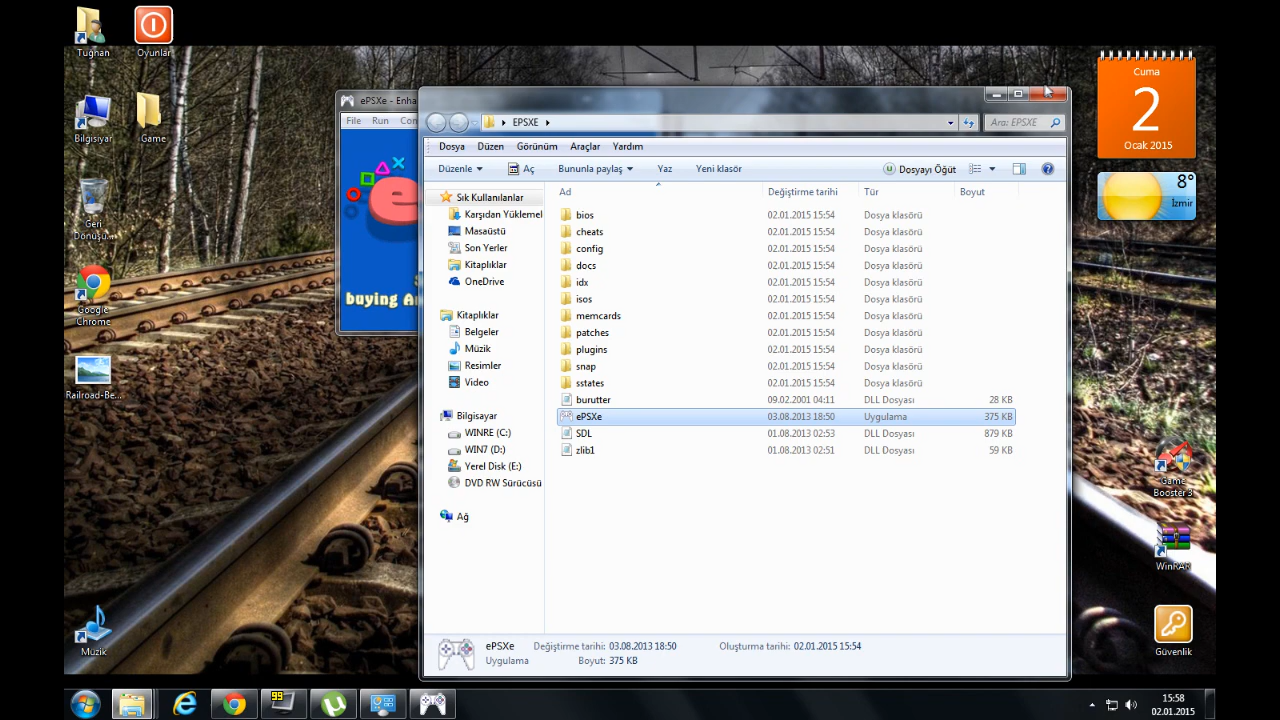 Tuğnan
Oyunlar
Bilgisiyar
Game
Geri
Dönüşü...
Google
Chrome
Railroad-Be...
Müzik
ePSXe - Enha
File Run Con
buying An
EPSXE
Ara: EPSXE
Dosya Düzen Görünüm Araçlar Yardım
Düzenle Aç Bununla paylaş Yaz Yeni klasör Dosyayı Öğüt
Sık Kullanılanlar
Karşıdan Yüklemel
Masaüstü
Son Yerler
Kitaplıklar
OneDrive
Kitaplıklar
Belgeler
Müzik
Resimler
Video
Bilgisayar
WINRE (C:)
WIN7 (D:)
Yerel Disk (E:)
DVD RW Sürücüsü
Ağ
Ad Değiştirme tarihi Tür Boyut
bios 02.01.2015 15:54 Dosya klasörü
cheats 02.01.2015 15:54 Dosya klasörü
config 02.01.2015 15:54 Dosya klasörü
docs 02.01.2015 15:54 Dosya klasörü
idx 02.01.2015 15:54 Dosya klasörü
isos 02.01.2015 15:54 Dosya klasörü
memcards 02.01.2015 15:54 Dosya klasörü
patches 02.01.2015 15:54 Dosya klasörü
plugins 02.01.2015 15:54 Dosya klasörü
snap 02.01.2015 15:54 Dosya klasörü
sstates 02.01.2015 15:54 Dosya klasörü
burutter 09.02.2001 04:11 DLL Dosyası 28 KB
ePSXe 03.08.2013 18:50 Uygulama 375 KB
SDL 01.08.2013 02:53 DLL Dosyası 879 KB
zlib1 01.08.2013 02:51 DLL Dosyası 59 KB
ePSXe Değiştirme tarihi: 03.08.2013 18:50 Oluşturma tarihi: 02.01.2015 15:54
Uygulama Boyut: 375 KB
Cuma
2
Ocak 2015
8°
İzmir
Game
Booster 3
WinRAR
Güvenlik
99
15:58
02.01.2015